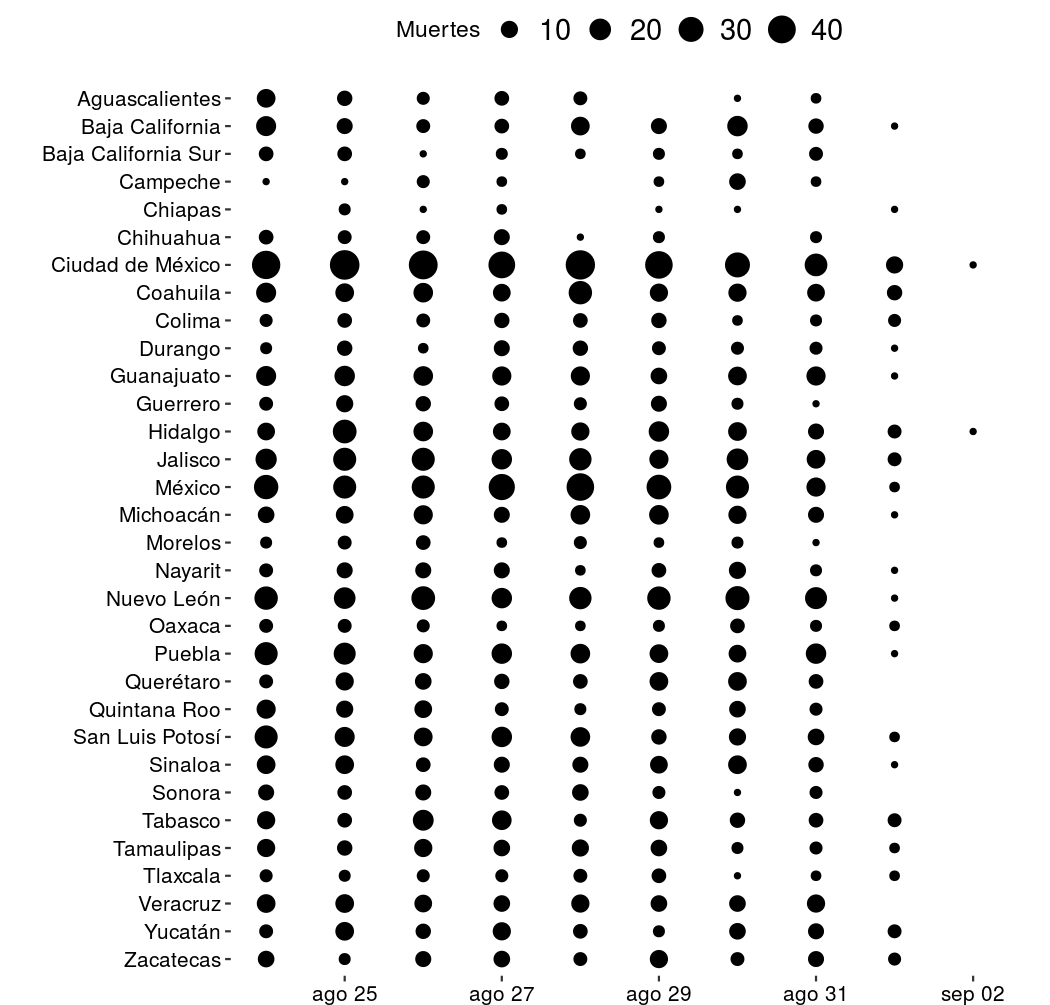 Muertes 10 20 30 40
Aguascalientes
Baja California
Baja California Sur
Campeche
Chiapas
Chihuahua
Ciudad de México
Coahuila
Colima
Durango
Guanajuato
Guerrero
Hidalgo
Jalisco
México
Michoacán
Morelos
Nayarit
Nuevo León
Oaxaca
Puebla
Querétaro
Quintana Roo
San Luis Potosí
Sinaloa
Sonora
Tabasco
Tamaulipas
Tlaxcala
Veracruz
Yucatán
Zacatecas
ago 25 ago 27 ago 29 ago 31 sep 02